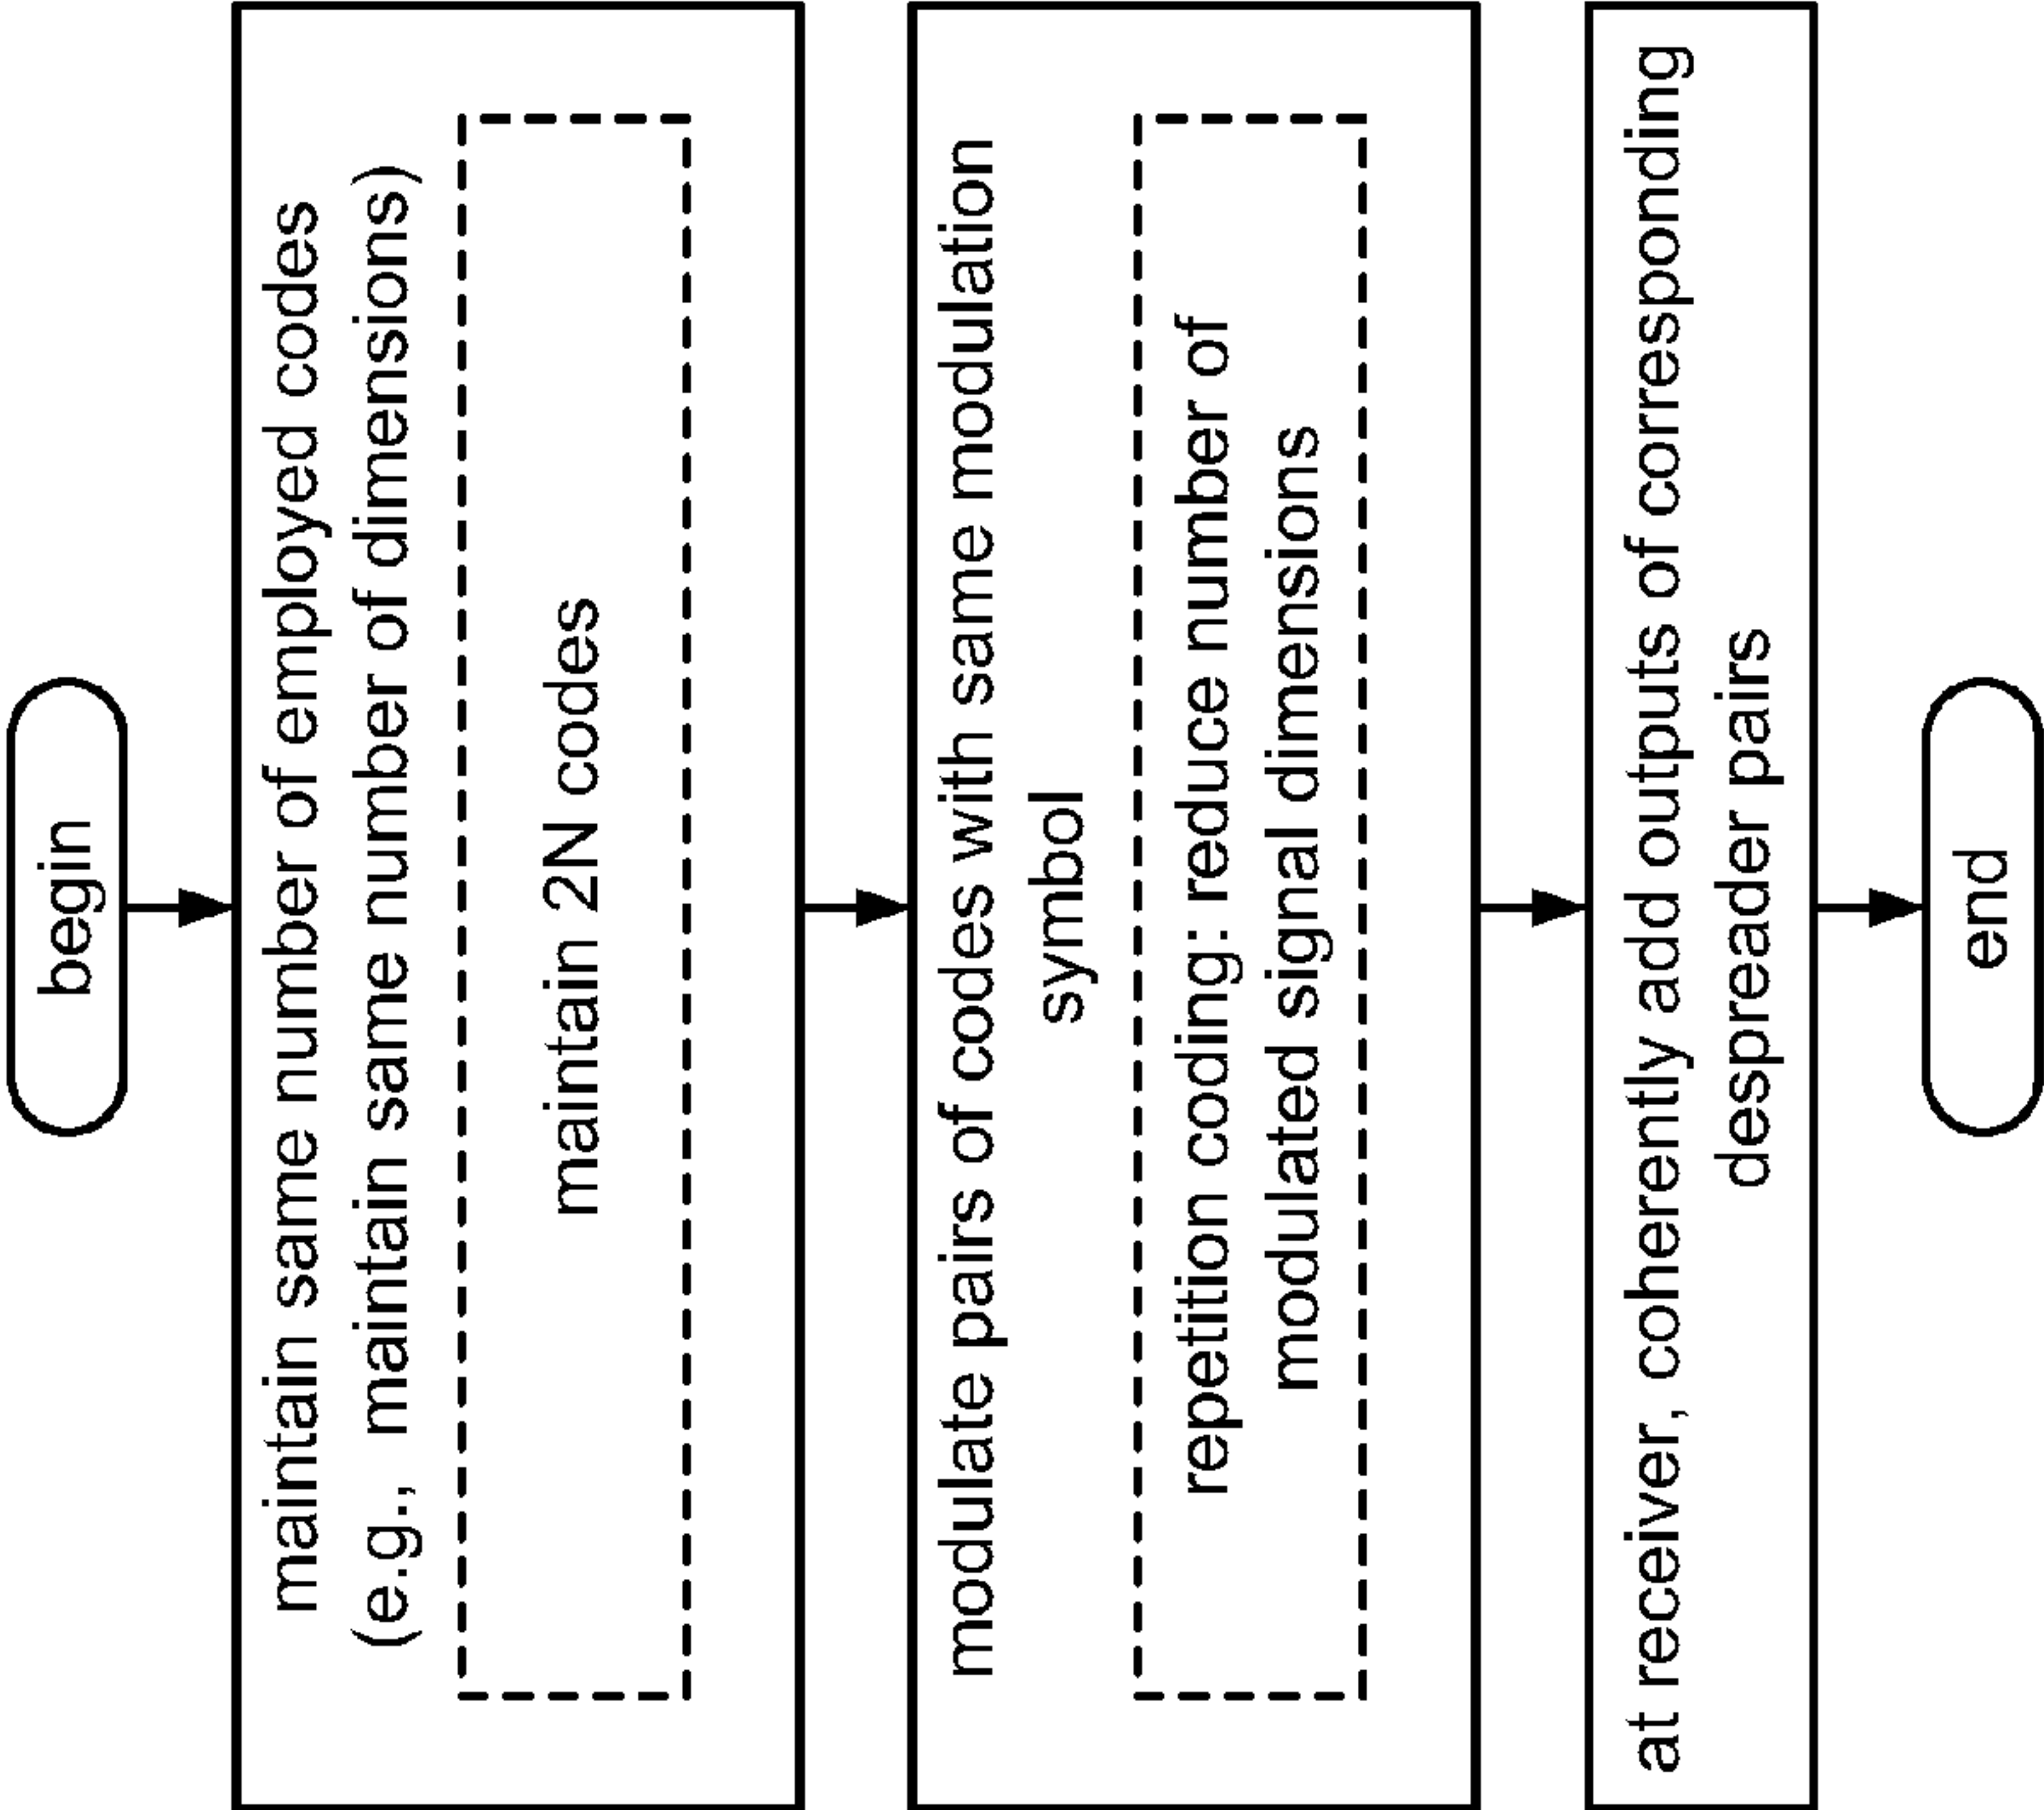 begin
maintain same number of employed codes
(e.g., maintain same number of dimensions)
maintain 2N codes
modulate pairs of codes with same modulation
symbol
repetition coding: reduce number of
modulated signal dimensions
at receiver, coherently add outputs of corresponding
despreader pairs
end